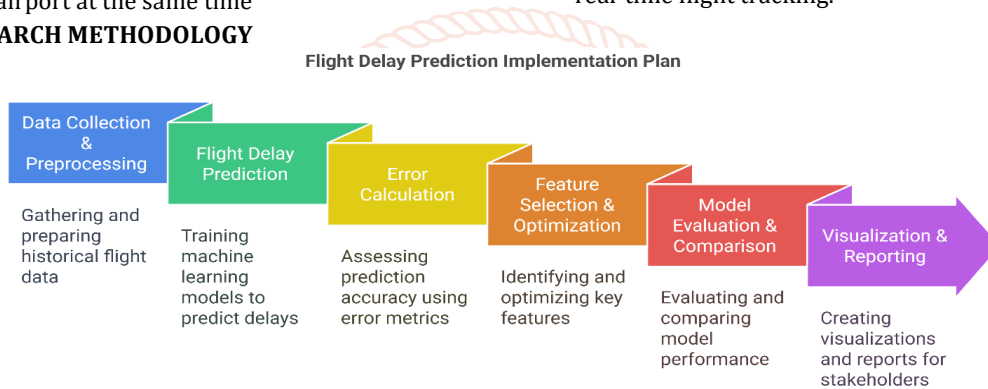 airport at the same time
ARCH METHODOLOGY
real-time flight tracking.
Flight Delay Prediction Implementation Plan
Data Collection
&
Preprocessing
Gathering and
preparing
historical flight
data
Flight Delay
Prediction
Training
machine
learning
models to
predict delays
Error
Calculation
Assessing
prediction
accuracy using
error metrics
Feature
Selection &
Optimization
Identifying and
optimizing key
features
Model
Evaluation &
Comparison
Evaluating and
comparing
model
performance
Visualization &
Reporting
Creating
visualizations
and reports for
stakeholders